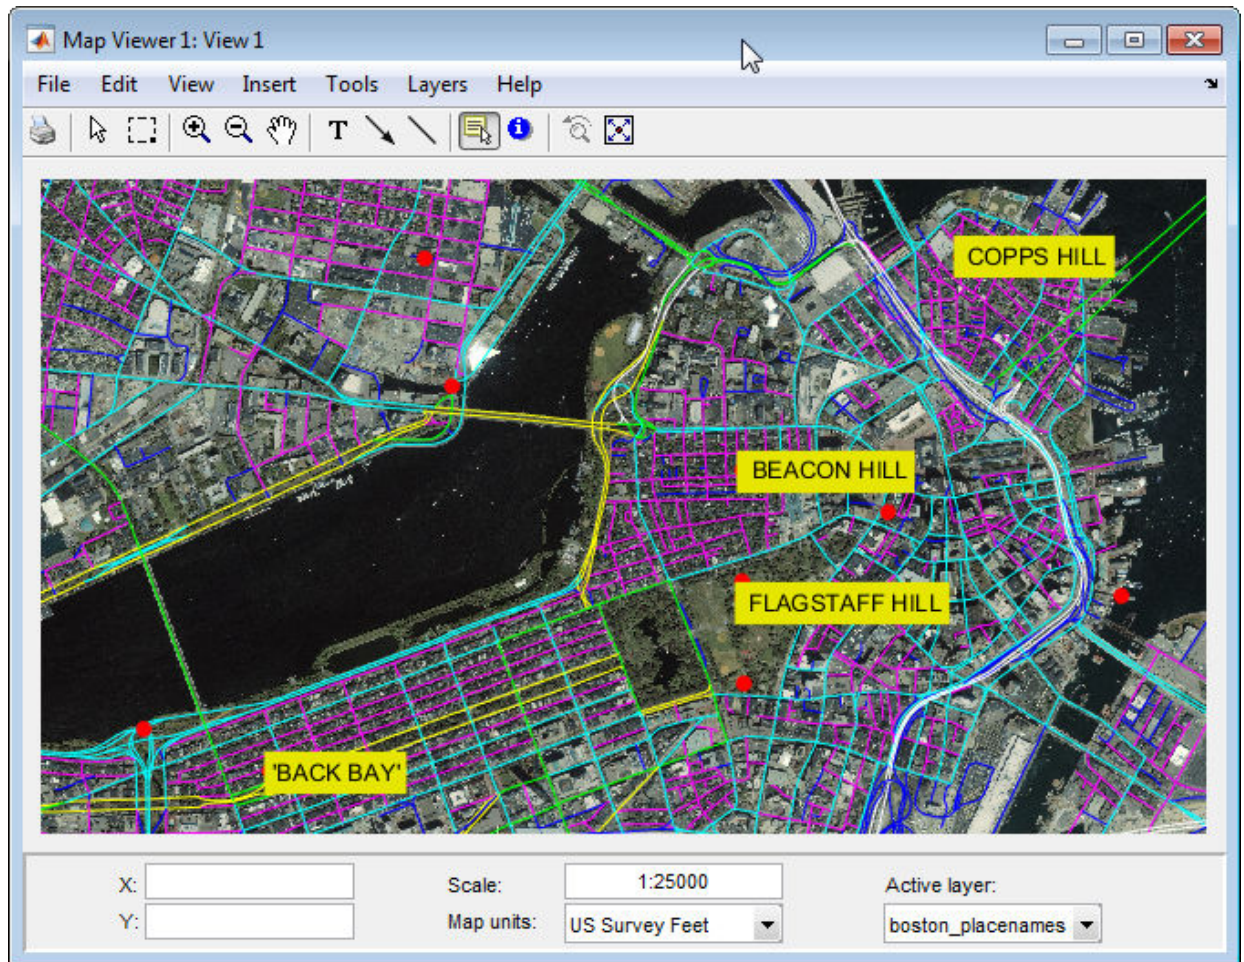 Map Viewer 1: View 1
File Edit View Insert Tools Layers Help
T
COPPS HILL
BEACON HILL
FLAGSTAFF HILL
'BACK BAY'
X:
Scale: 1:25000
Active layer:
Y:
Map units: US Survey Feet
boston_placenames